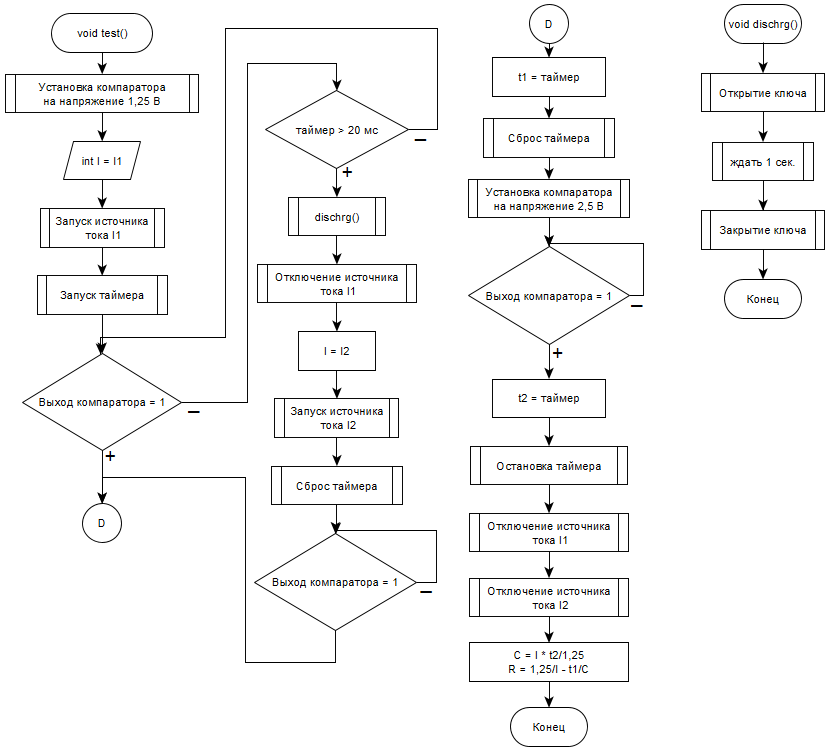 void test()
Установка компаратора
на напряжение 1,25 В
int I = I1
Запуск источника
тока I1
Запуск таймера
Выход компаратора = 1
−
+
D
таймер > 20 мс
−
+
dischrg()
Отключение источника
тока I1
I = I2
Запуск источника
тока I2
Сброс таймера
Выход компаратора = 1
−
D
t1 = таймер
Сброс таймера
Установка компаратора
на напряжение 2,5 В
Выход компаратора = 1
−
+
t2 = таймер
Остановка таймера
Отключение источника
тока I1
Отключение источника
тока I2
C = I * t2/1,25
R = 1,25/I - t1/C
Конец
void dischrg()
Открытие ключа
ждать 1 сек.
Закрытие ключа
Конец